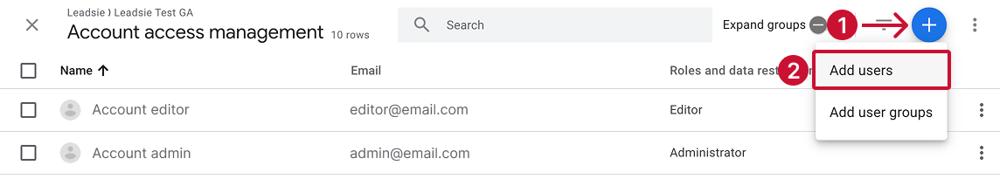 Leadsie › Leadsie Test GA
Account access management 10 rows
Search
Expand groups
1
Name
Email
Roles and data rest
2
Add users
Add user groups
Account editor
editor@email.com
Editor
Account admin
admin@email.com
Administrator